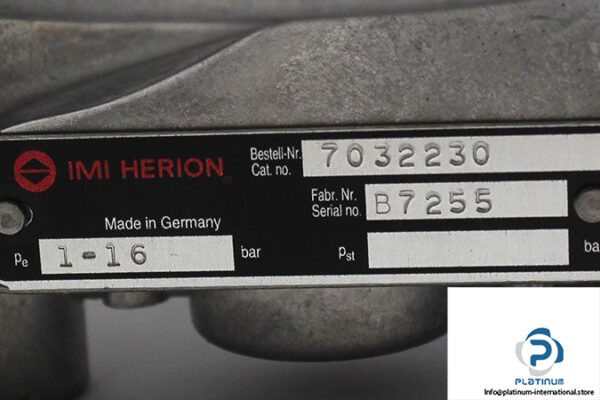 IMI HERION
Bestell-Nr.
Cat. no.
7032230
Fabr. Nr.
Serial no.
B7255
Made in Germany
pe 1-16 bar
pst
ba
PLATINUM
Info@platinum-international.store